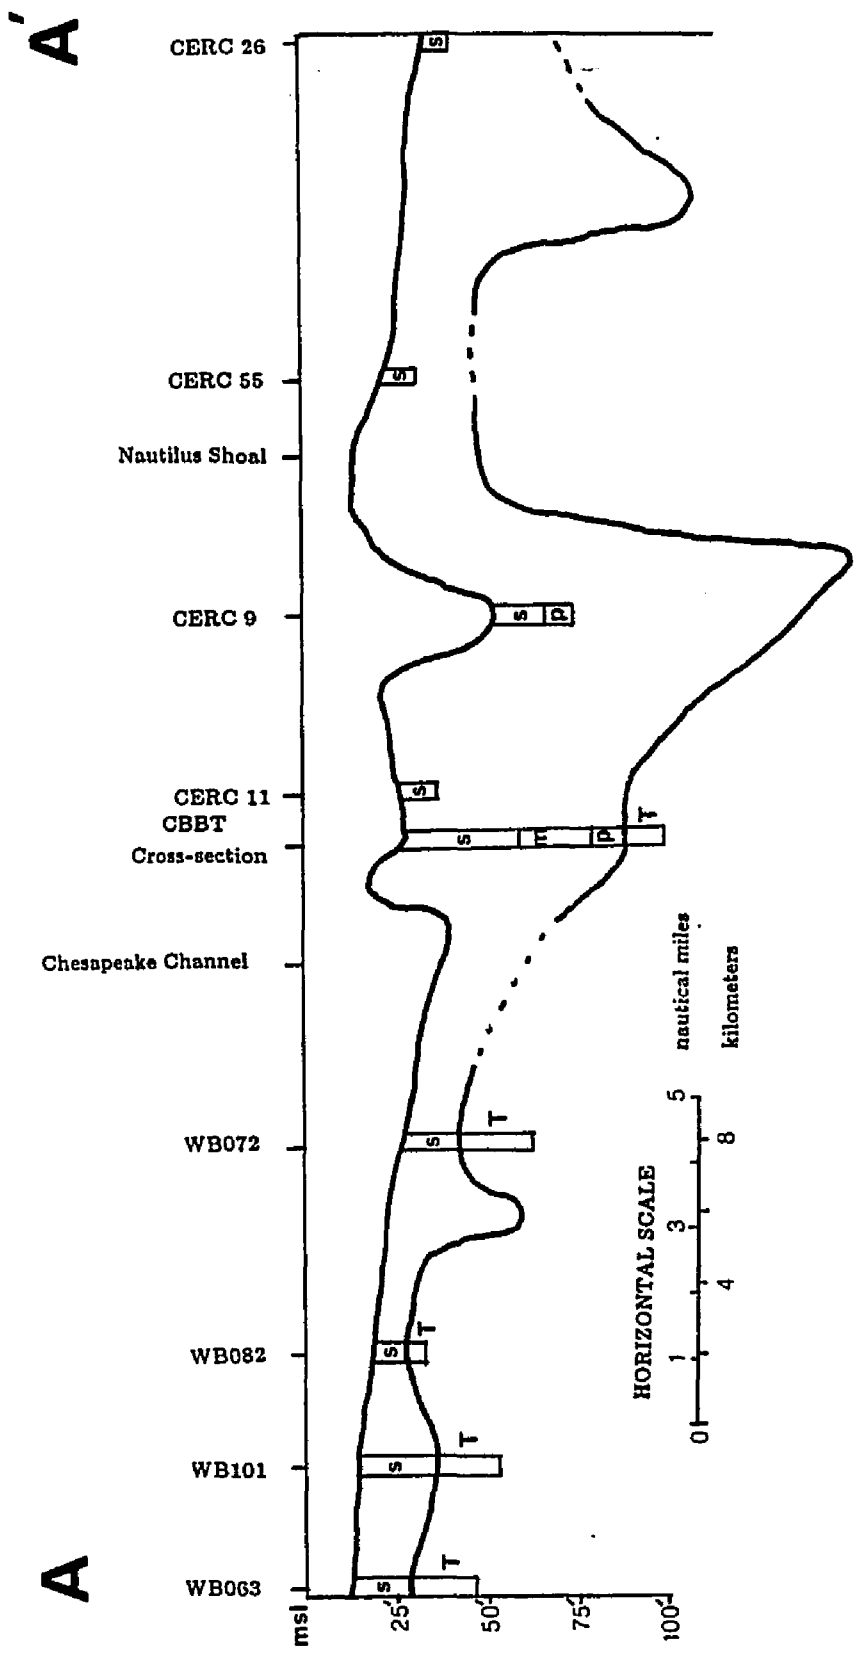 A'
CERC 26
s
CERC 55
s
Nautilus Shoal
CERC 9
s
p
CERC 11
s
CBBT
Cross-section
s
m
p
T
Chesapeake Channel
WB072
s
T
WB082
s
T
WB101
s
T
WB063
s
T
A
msl
25'
50'
75'
100'
HORIZONTAL SCALE
0 1 3 5
nautical miles
4 8
kilometers